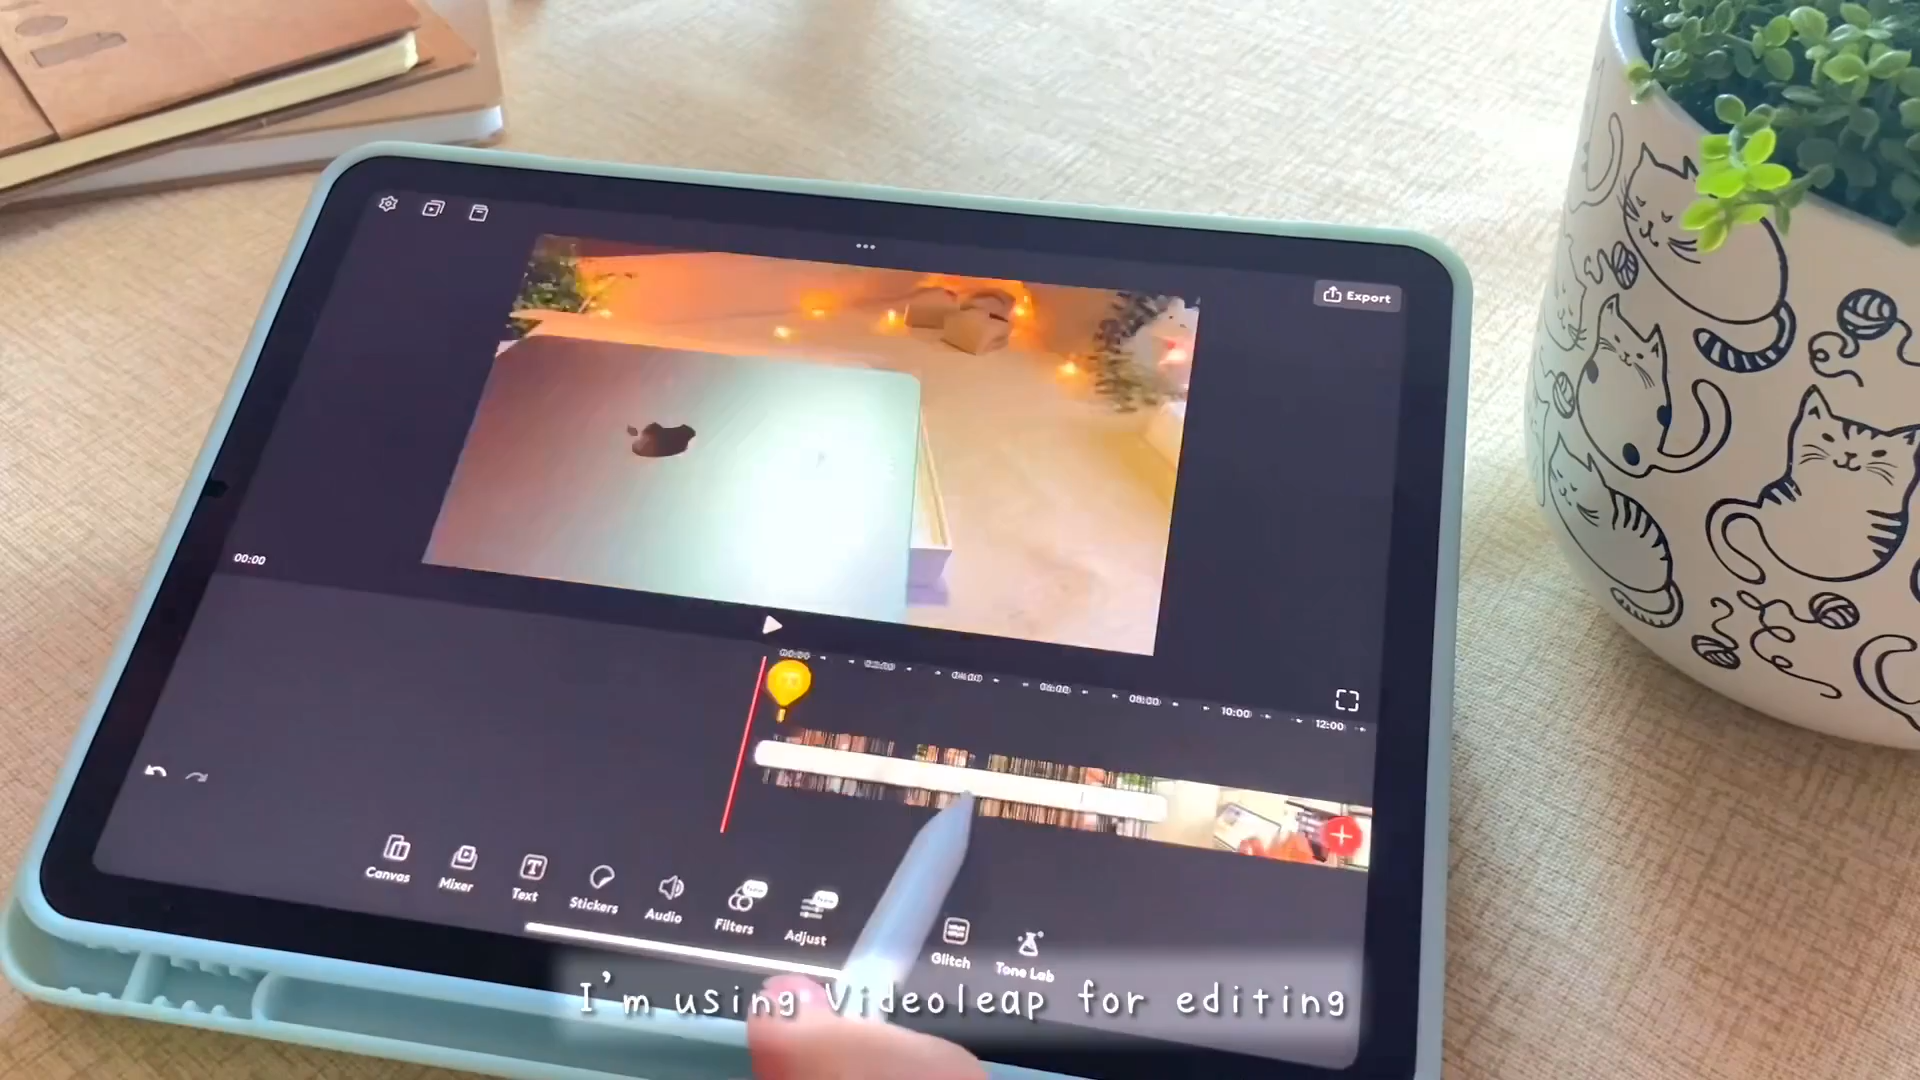 Export
00:00
10:00
12:00
Canvas
Mixer
Text
Stickers
Audio
Filters
Adjust
Glitch
Tone Lab
I'm using Videoleap for editing